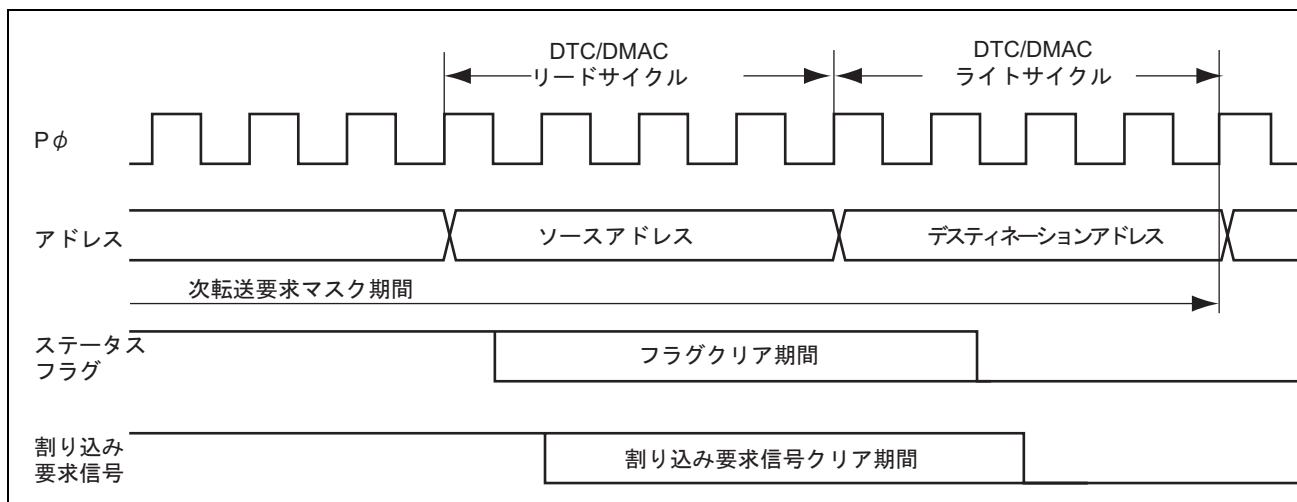 DTC/DMAC
リードサイクル
DTC/DMAC
ライトサイクル
Pφ
アドレス
ソースアドレス
デスティネーションアドレス
次転送要求マスク期間
ステータス
フラグ
フラグクリア期間
割り込み
要求信号
割り込み要求信号クリア期間